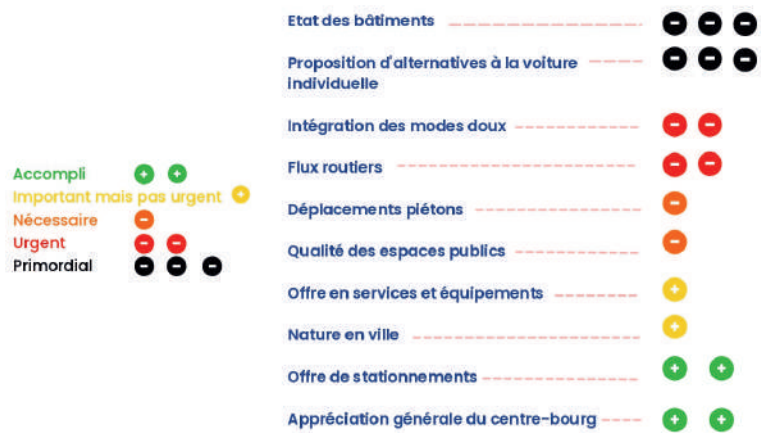 Accompli
Important mais pas urgent
Nécessaire
Urgent
Primordial
Etat des bâtiments
Proposition d'alternatives à la voiture
individuelle
Intégration des modes doux
Flux routiers
Déplacements piétons
Qualité des espaces publics
Offre en services et équipements
Nature en ville
Offre de stationnements
Appréciation générale du centre-bourg